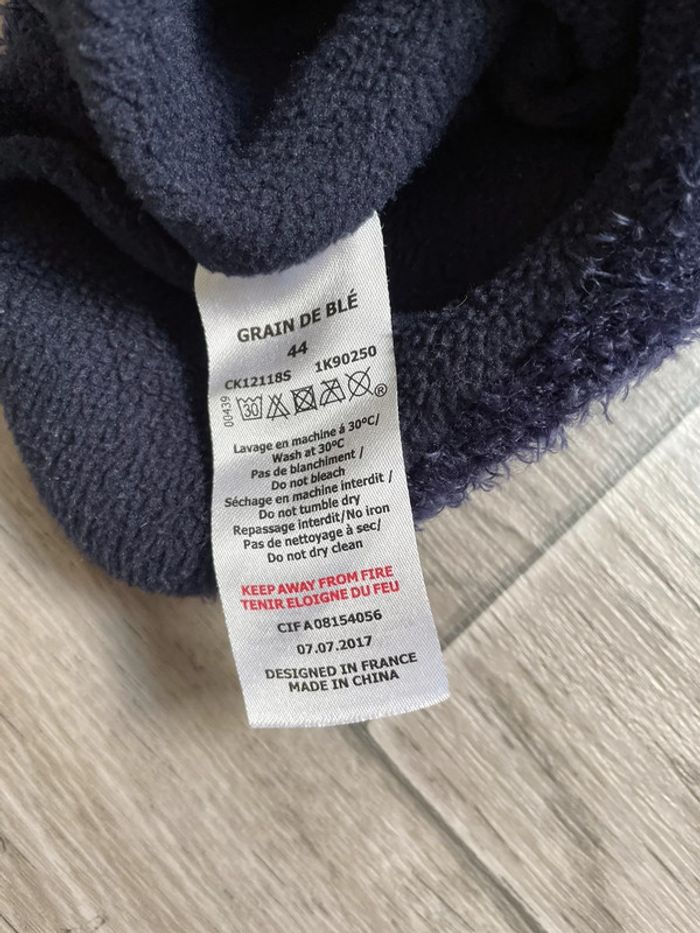 GRAIN DE BLÉ
44
CK12118S 1K90250
00439
30 ®
Lavage en machine á 30°C/
Wash at 30°C
Pas de blanchiment /
Do not bleach
Séchage en machine interdit /
Do not tumble dry
Repassage interdit/No iron
Pas de nettoyage à sec/
Do not dry clean
KEEP AWAY FROM FIRE
TENIR ELOIGNE DU FEU
CIF A08154056
07.07.2017
DESIGNED IN FRANCE
MADE IN CHINA